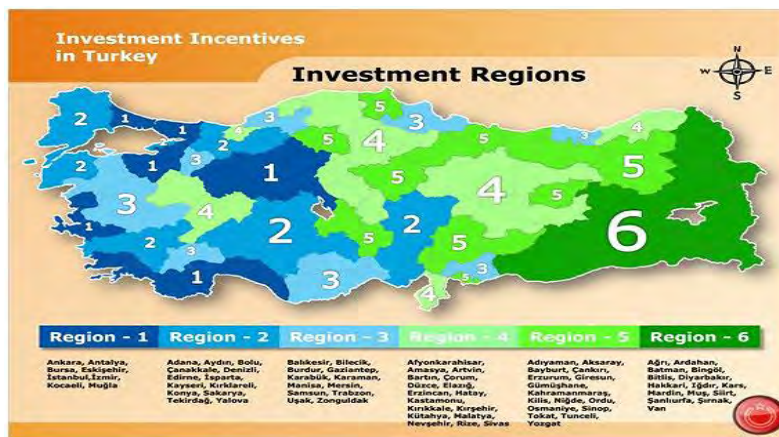 Investment Incentives
in Turkey
Investment Regions
N
W E
S
2
1
1
2
2
4
3
5
3
4
5
3
4
2
1
3
1
5
5
5
3
4
4
5
6
1
2
3
1
2
3
5
2
5
4
5
3
Region - 1
Region - 2
Region - 3
Region - 4
Region - 5
Region - 6
Ankara, Antalya,
Bursa, Eskişehir,
İstanbul,İzmir,
Kocaeli, Muğla
Adana, Aydın, Bolu,
Çanakkale, Denizli,
Edirne, İsparta,
Kayseri, Kırklareli,
Konya, Sakarya,
Tekirdağ, Yalova
Balıkesir, Bilecik,
Burdur, Gaziantep,
Karabük, Karaman,
Manisa, Mersin,
Samsun, Trabzon,
Uşak, Zonguldak
Afyonkarahisar,
Amasya, Artvin,
Bartın, Çorum,
Düzce, Elazığ,
Erzincan, Hatay,
Kastamonu,
Kırıkkale, Kırşehir,
Kütahya, Malatya,
Nevşehir, Rize, Sivas
Adıyaman, Aksaray,
Bayburt, Çankırı,
Erzurum, Giresun,
Gümüşhane,
Kahramanmaraş,
Kilis, Niğde, Ordu,
Osmaniye, Sinop,
Tokat, Tunceli,
Yozgat
Ağrı, Ardahan,
Batman, Bingöl,
Bitlis, Diyarbakır,
Hakkari, Iğdır, Kars,
Mardin, Muş, Siirt,
Şanlıurfa, Şırnak,
Van